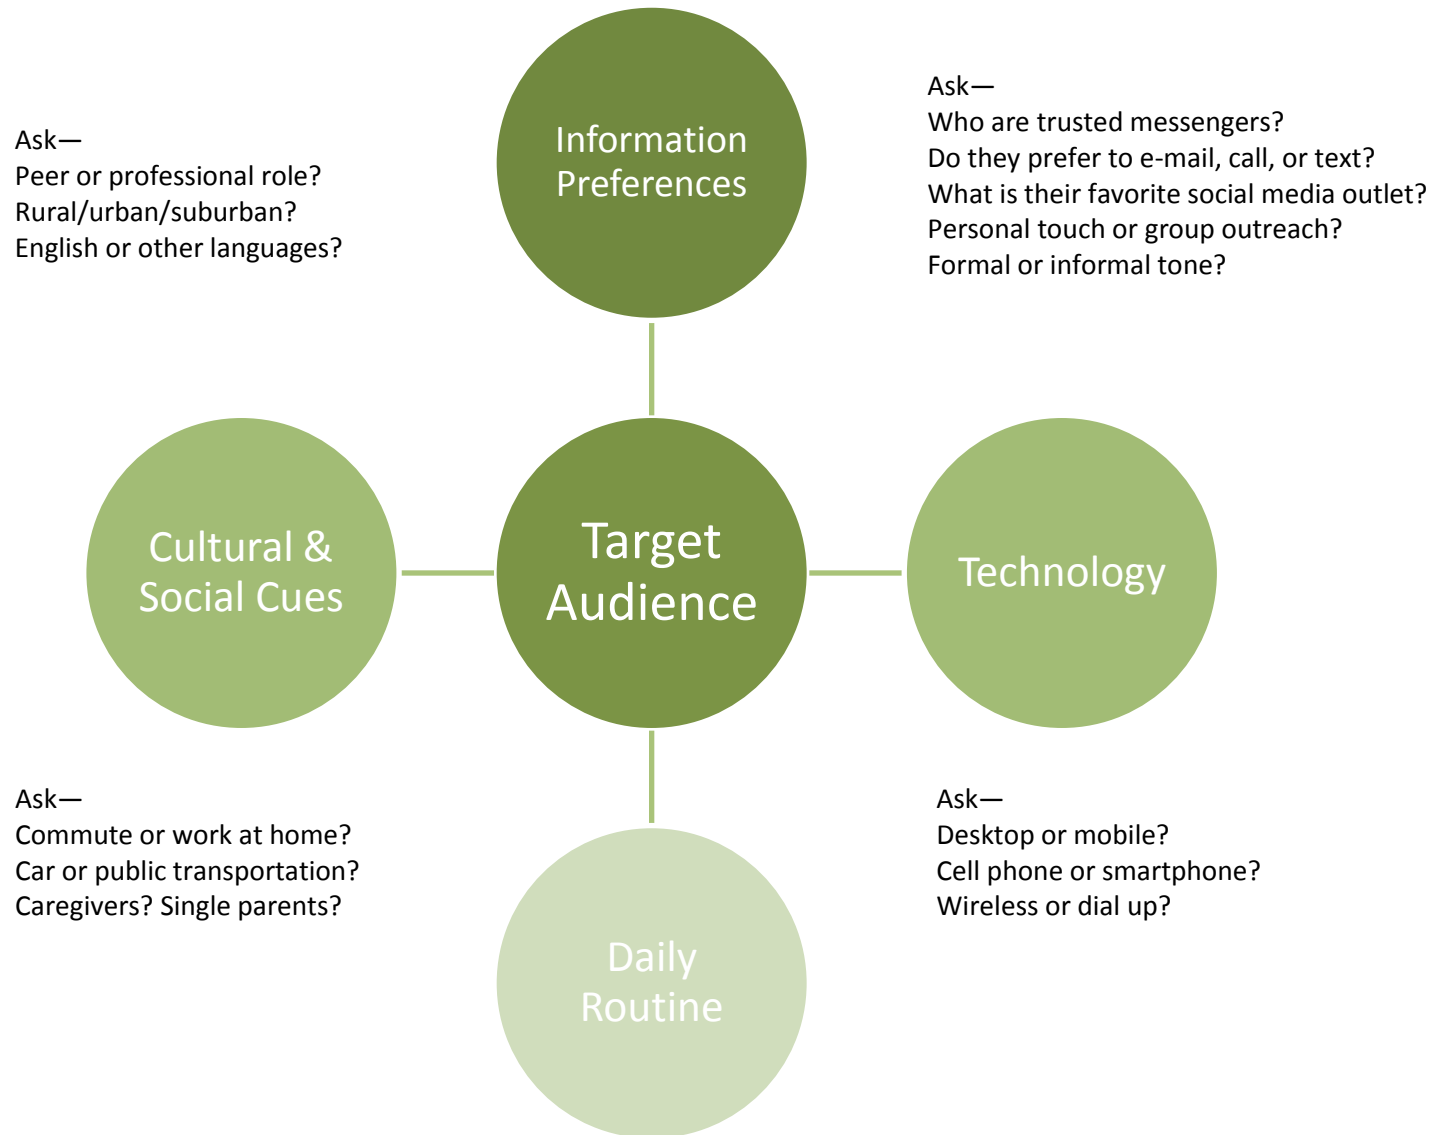 Information
Preferences
Ask—
Peer or professional role?
Rural/urban/suburban?
English or other languages?
Ask—
Who are trusted messengers?
Do they prefer to e-mail, call, or text?
What is their favorite social media outlet?
Personal touch or group outreach?
Formal or informal tone?
Cultural &
Social Cues
Target
Audience
Technology
Ask—
Commute or work at home?
Car or public transportation?
Caregivers? Single parents?
Ask—
Desktop or mobile?
Cell phone or smartphone?
Wireless or dial up?
Daily
Routine